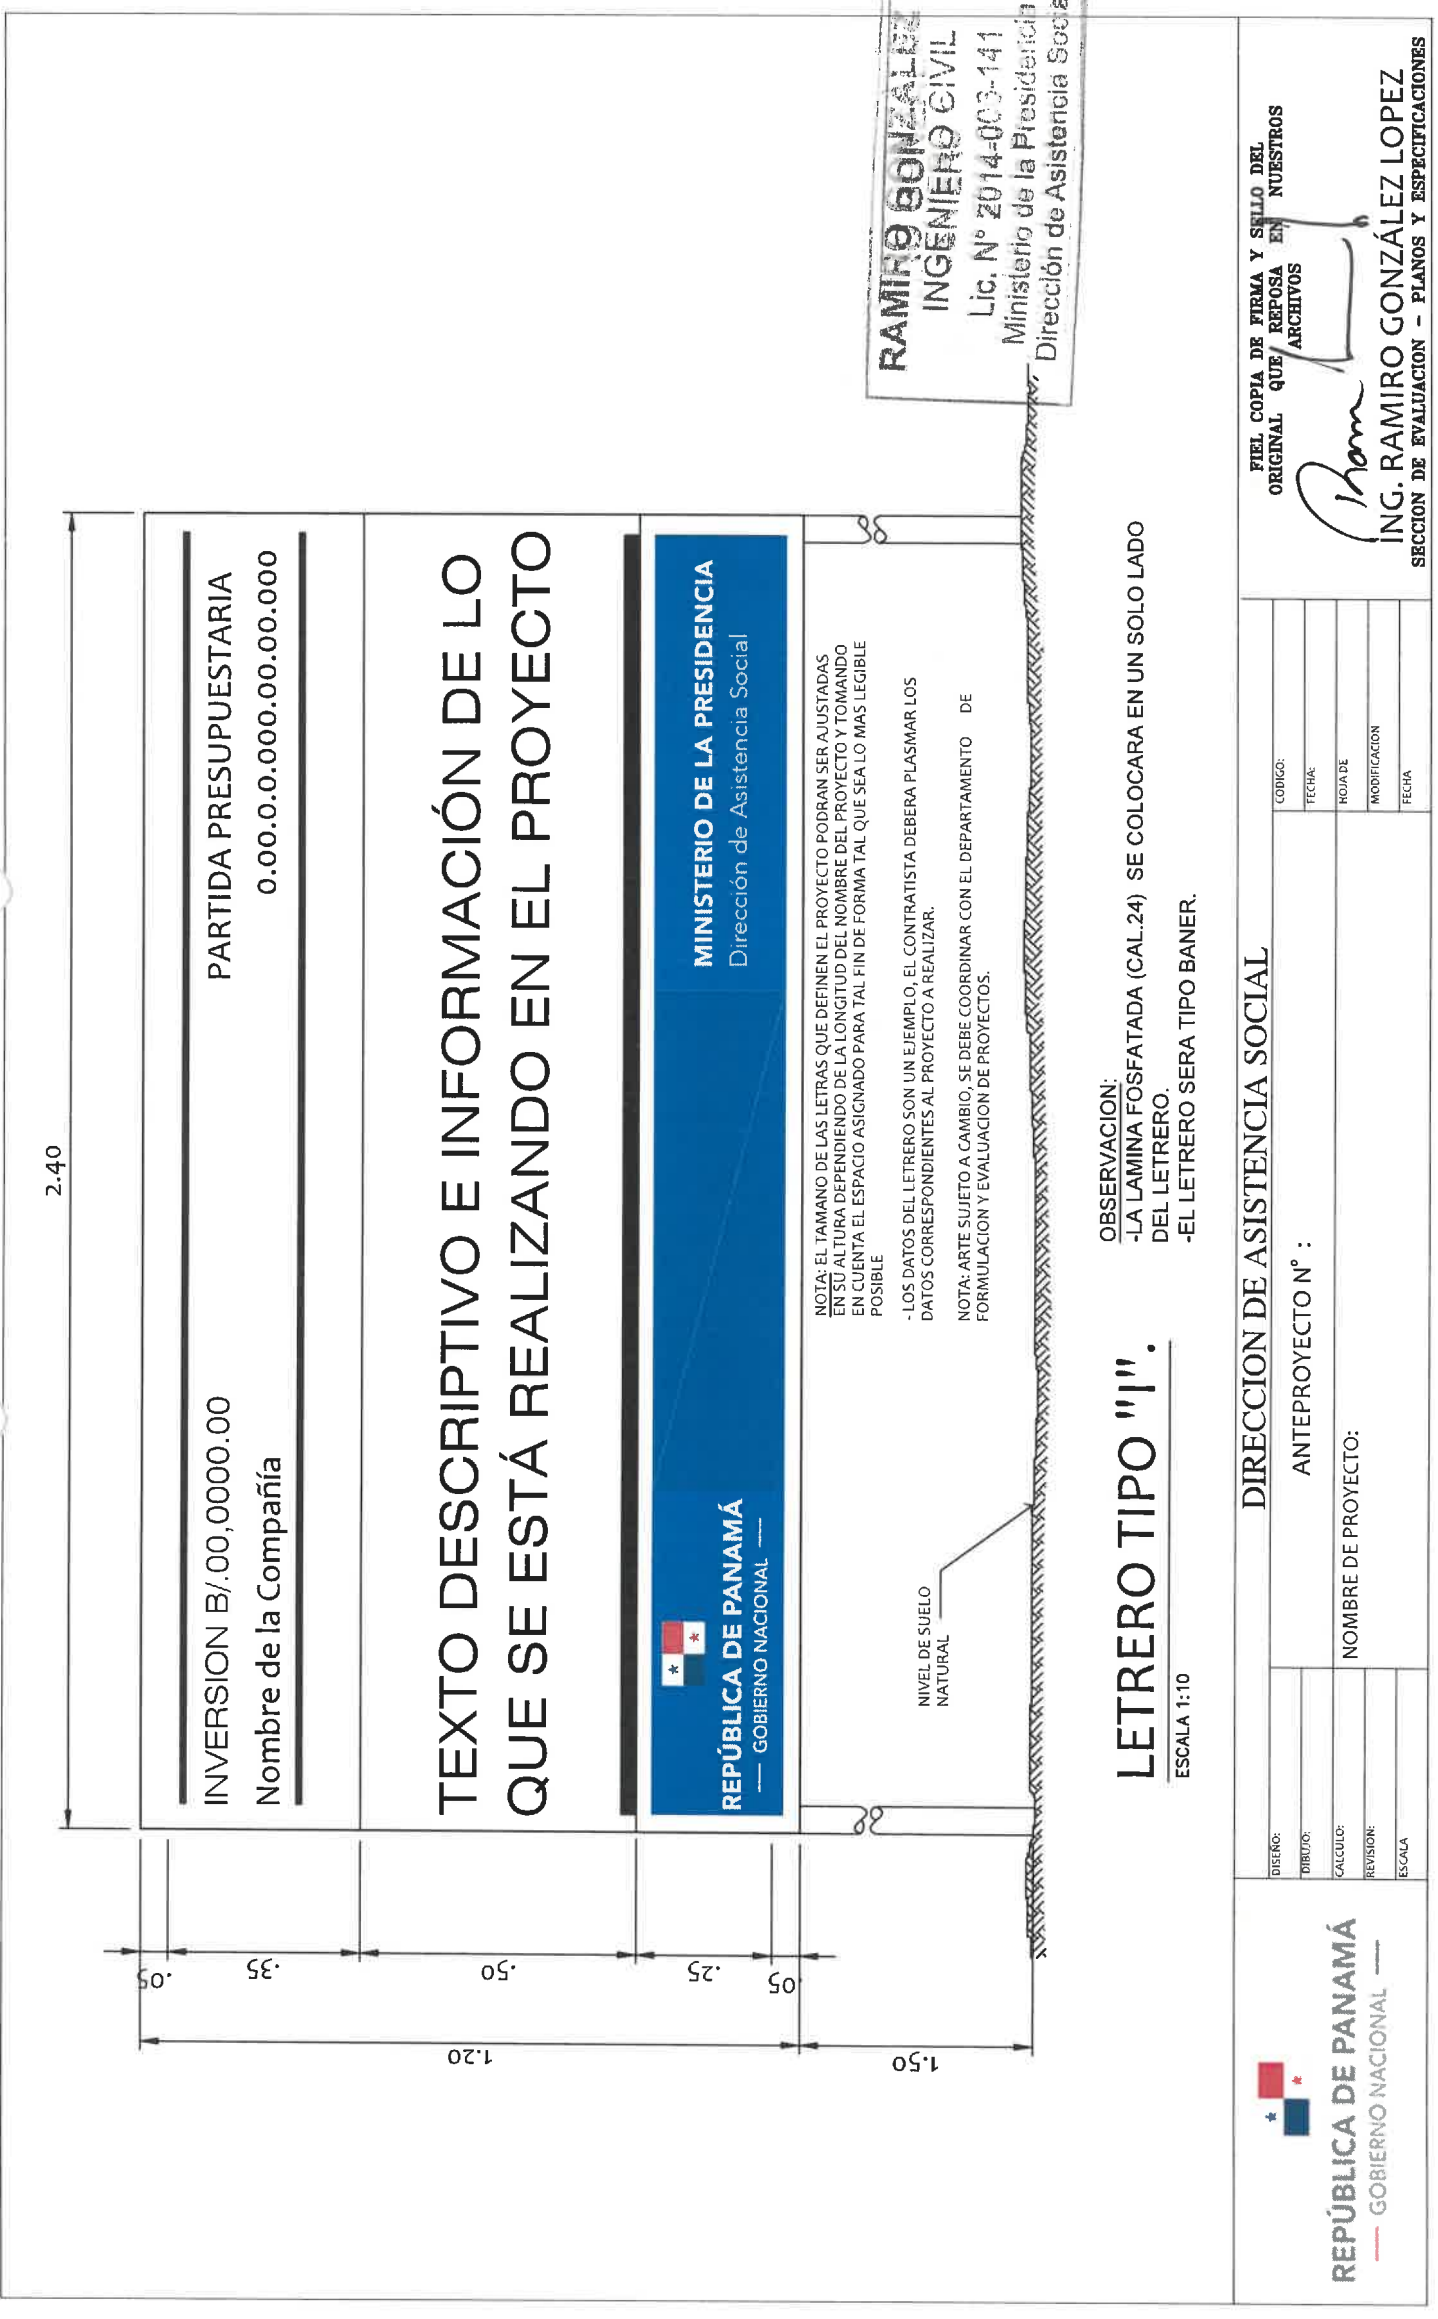 2.40
INVERSION B/.00,0000.00
PARTIDA PRESUPUESTARIA
Nombre de la Compañía
0.00.0.000.00.00.000
TEXTO DESCRIPTIVO E INFORMACIÓN DE LO
QUE SE ESTÁ REALIZANDO EN EL PROYECTO
REPÚBLICA DE PANAMÁ
— GOBIERNO NACIONAL —
MINISTERIO DE LA PRESIDENCIA
Dirección de Asistencia Social
.05
.35
.50
.25
.05
1.20
1.50
NOTA: EL TAMANO DE LAS LETRAS QUE DEFINEN EL PROYECTO PODRAN SER AJUSTADAS
EN SU ALTURA DEPENDIENDO DE LA LONGITUD DEL NOMBRE DEL PROYECTO Y TOMANDO
EN CUENTA EL ESPACIO ASIGNADO PARA TAL FIN DE FORMA TAL QUE SEA LO MAS LEGIBLE
POSIBLE
- LOS DATOS DEL LETRERO SON UN EJEMPLO, EL CONTRATISTA DEBERA PLASMAR LOS
DATOS CORRESPONDIENTES AL PROYECTO A REALIZAR.
NOTA: ARTE SUJETO A CAMBIO, SE DEBE COORDINAR CON EL DEPARTAMENTO DE
FORMULACION Y EVALUACION DE PROYECTOS.
NIVEL DE SUELO
NATURAL
RAMIRO GONZALEZ
INGENIERO CIVIL
Lic. N° 2014-003-141
Ministerio de la Presidencia
Dirección de Asistencia Social
LETRERO TIPO "I".
ESCALA 1:10
OBSERVACION:
-LA LAMINA FOSFATADA (CAL.24) SE COLOCARA EN UN SOLO LADO
DEL LETRERO.
-EL LETRERO SERA TIPO BANER.
REPÚBLICA DE PANAMÁ
— GOBIERNO NACIONAL —
DISEÑO:
DIBUJO:
CALCULO:
REVISION:
ESCALA
DIRECCION DE ASISTENCIA SOCIAL
ANTEPROYECTO N° :
NOMBRE DE PROYECTO:
CODIGO:
FECHA:
HOJA DE
MODIFICACION
FECHA
FIEL COPIA DE FIRMA Y SELLO DEL
ORIGINAL QUE REPOSA EN NUESTROS
ARCHIVOS
ING. RAMIRO GONZÁLEZ LOPEZ
SECCION DE EVALUACION - PLANOS Y ESPECIFICACIONES